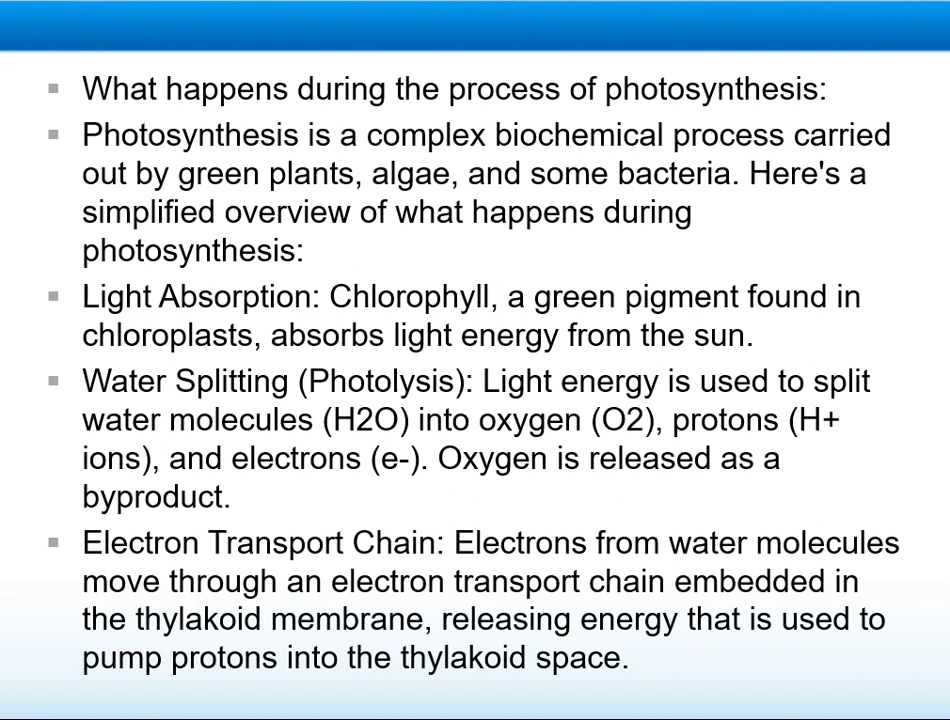 What happens during the process of photosynthesis:
Photosynthesis is a complex biochemical process carried
out by green plants, algae, and some bacteria. Here's a
simplified overview of what happens during
photosynthesis:
Light Absorption: Chlorophyll, a green pigment found in
chloroplasts, absorbs light energy from the sun.
Water Splitting (Photolysis): Light energy is used to split
water molecules (H2O) into oxygen (O2), protons (H+
ions), and electrons (e-). Oxygen is released as a
byproduct.
Electron Transport Chain: Electrons from water molecules
move through an electron transport chain embedded in
the thylakoid membrane, releasing energy that is used to
pump protons into the thylakoid space.